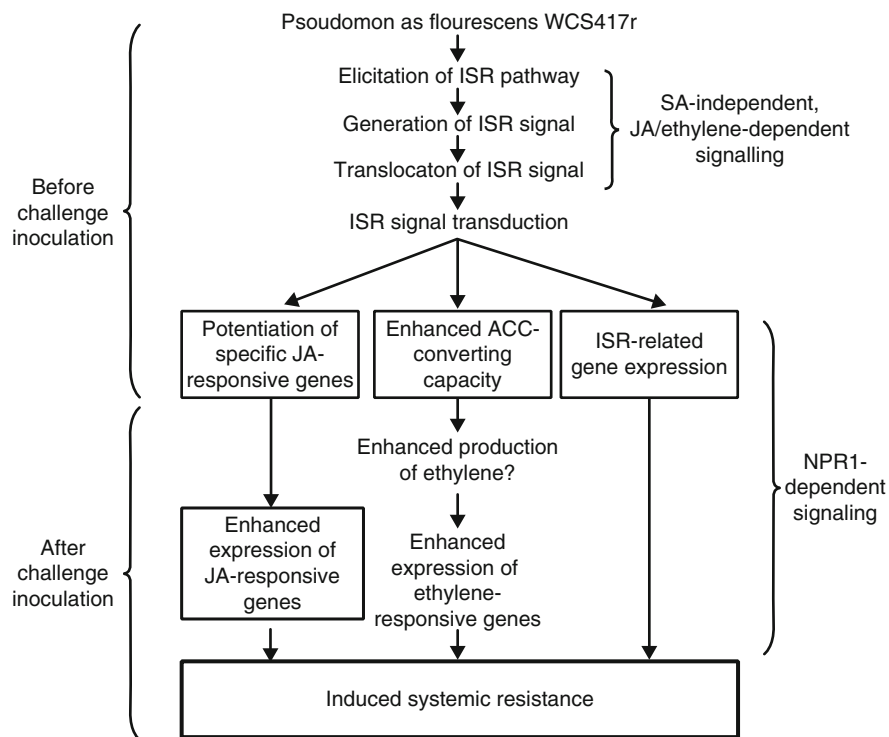 Psoudomon as flourescens WCS417r
Elicitation of ISR pathway
Generation of ISR signal
Translocaton of ISR signal
SA-independent,
JA/ethylene-dependent
signalling
Before
challenge
inoculation
ISR signal transduction
Potentiation of
specific JA-
responsive genes
Enhanced ACC-
converting
capacity
ISR-related
gene expression
Enhanced production
of ethylene?
NPR1-
dependent
signaling
After
challenge
inoculation
Enhanced
expression of
JA-responsive
genes
Enhanced
expression of
ethylene-
responsive genes
Induced systemic resistance